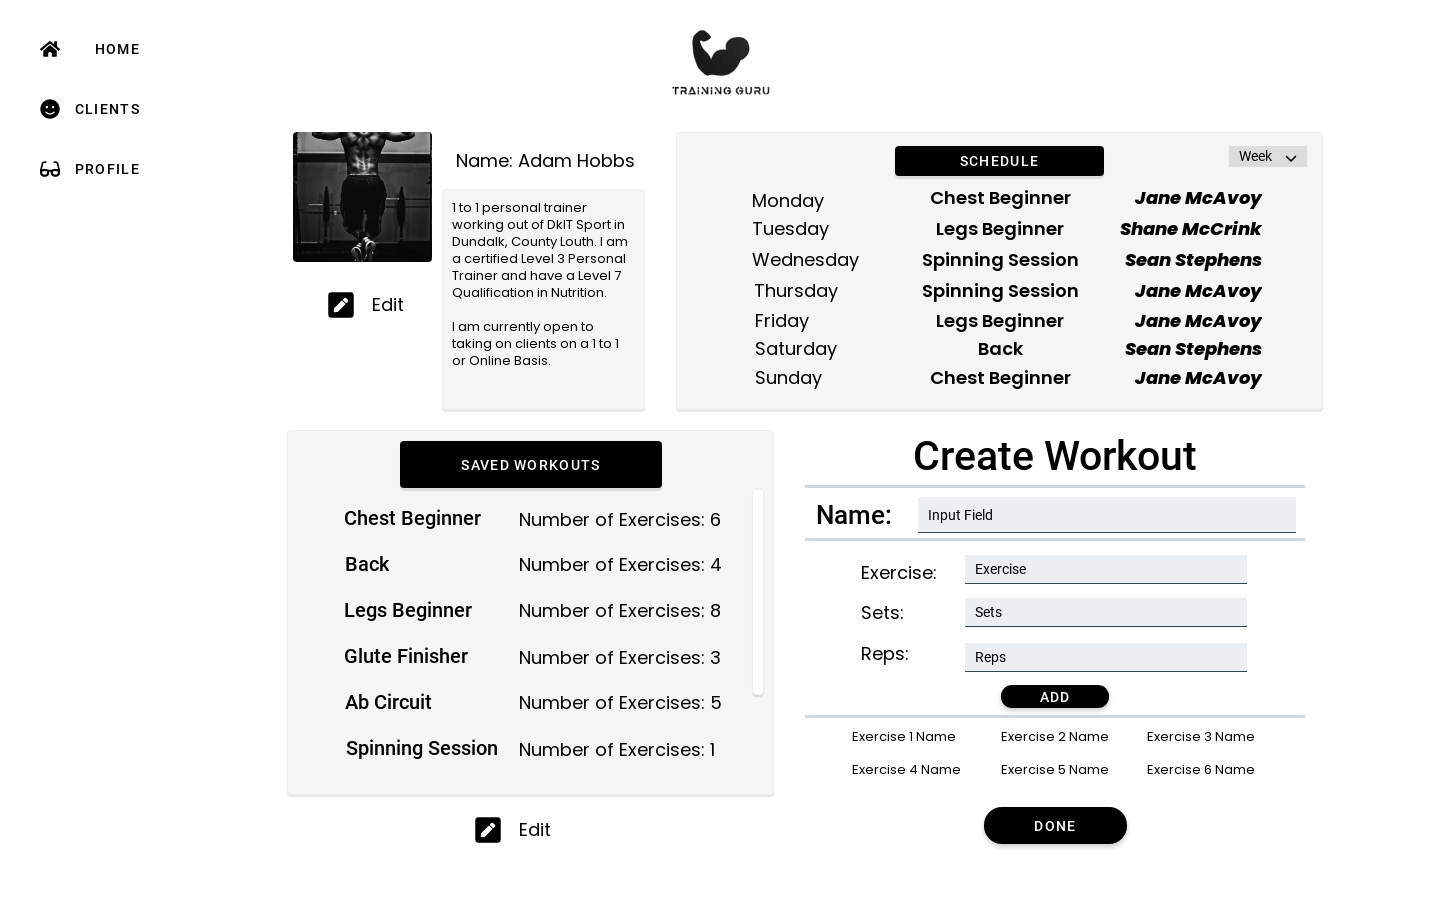 HOME
CLIENTS
PROFILE
TRAINING GURU
Name: Adam Hobbs
1 to 1 personal trainer
working out of DkIT Sport in
Dundalk, County Louth. I am
a certified Level 3 Personal
Trainer and have a Level 7
Qualification in Nutrition.
I am currently open to
taking on clients on a 1 to 1
or Online Basis.
Edit
SCHEDULE
Week
Monday Chest Beginner Jane McAvoy
Tuesday Legs Beginner Shane McCrink
Wednesday Spinning Session Sean Stephens
Thursday Spinning Session Jane McAvoy
Friday Legs Beginner Jane McAvoy
Saturday Back Sean Stephens
Sunday Chest Beginner Jane McAvoy
SAVED WORKOUTS
Chest Beginner Number of Exercises: 6
Back Number of Exercises: 4
Legs Beginner Number of Exercises: 8
Glute Finisher Number of Exercises: 3
Ab Circuit Number of Exercises: 5
Spinning Session Number of Exercises: 1
Edit
Create Workout
Name: Input Field
Exercise: Exercise
Sets: Sets
Reps: Reps
ADD
Exercise 1 Name Exercise 2 Name Exercise 3 Name
Exercise 4 Name Exercise 5 Name Exercise 6 Name
DONE